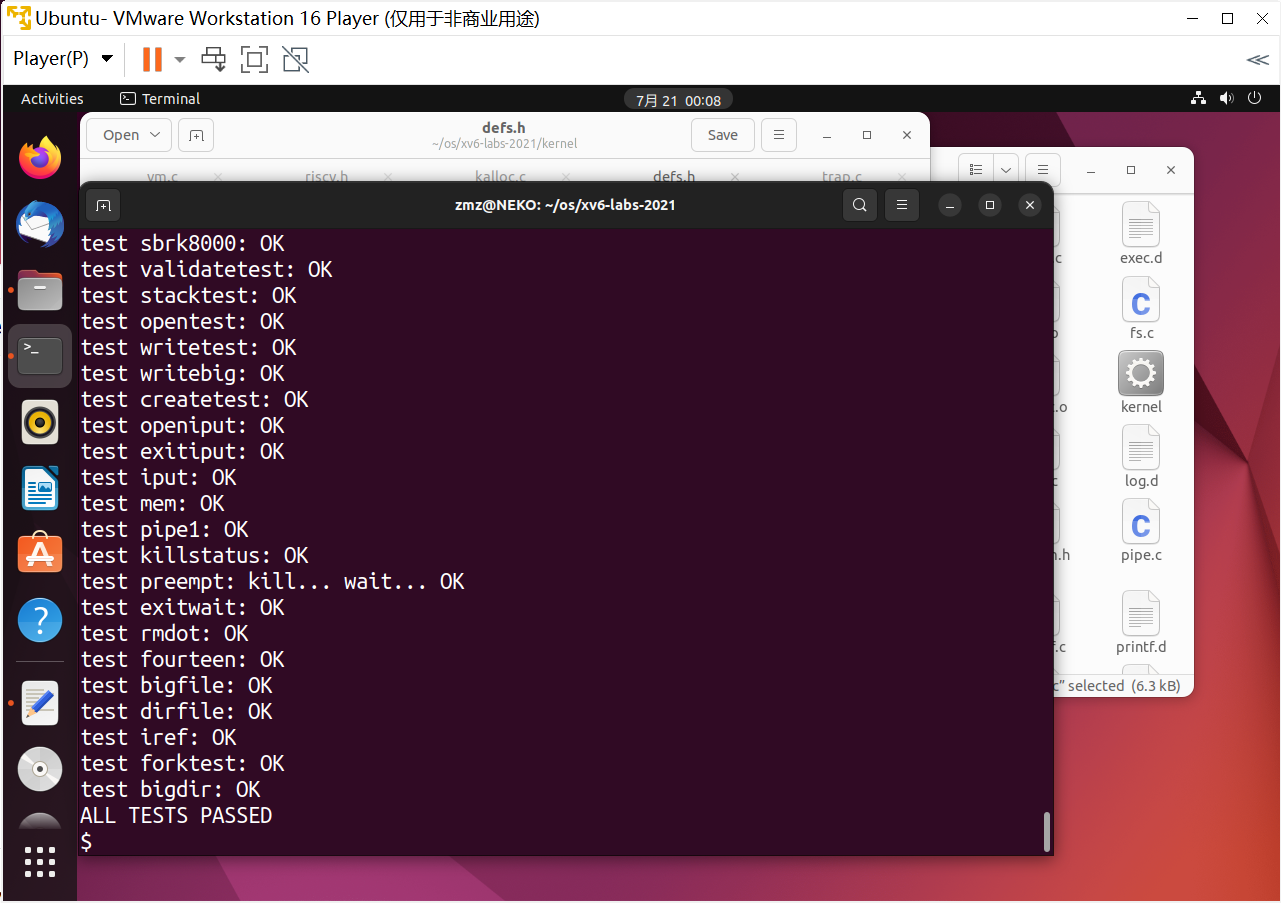 Ubuntu- VMware Workstation 16 Player (仅用于非商业用途)
Player(P)
Activities Terminal 7月 21 00:08
Open defs.h Save
~/os/xv6-labs-2021/kernel
vm.c riscv.h kalloc.c defs.h trap.c
zmz@NEKO: ~/os/xv6-labs-2021
test sbrk8000: OK
test validatetest: OK
test stacktest: OK
test opentest: OK
test writetest: OK
test writebig: OK
test createtest: OK
test openiput: OK
test exitiput: OK
test iput: OK
test mem: OK
test pipe1: OK
test killstatus: OK
test preempt: kill... wait... OK
test exitwait: OK
test rmdot: OK
test fourteen: OK
test bigfile: OK
test dirfile: OK
test iref: OK
test forktest: OK
test bigdir: OK
ALL TESTS PASSED
$
c exec.d
fs.c
.o kernel
log.d
.h pipe.c
.c printf.d
c” selected (6.3 kB)